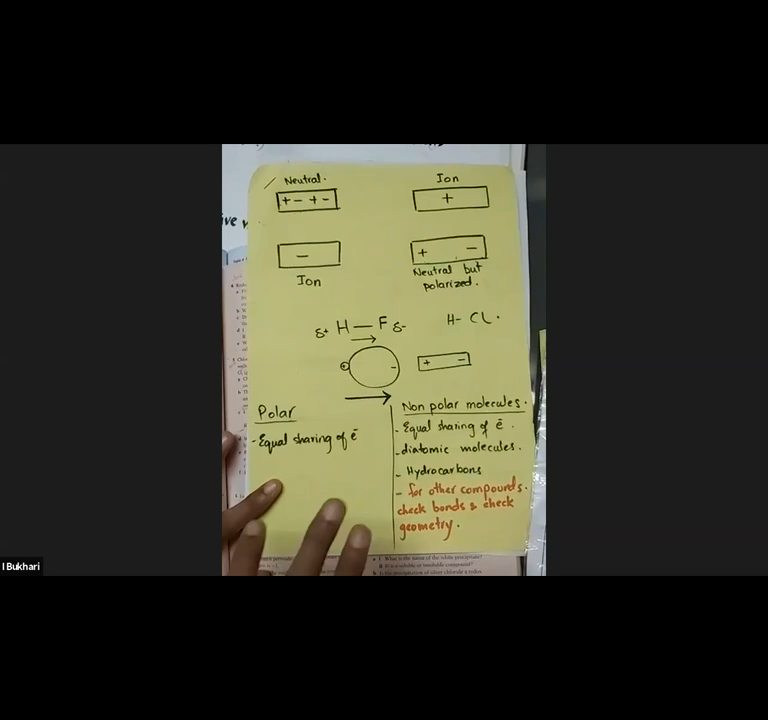 Neutral.
+ - + -
Ion
+
-
Ion
+ -
Neutral but
polarized.
δ+ H — F δ-
H- Cl.
+ -
+ -
Polar
- Equal sharing of ē
Non polar molecules.
- Equal sharing of ē.
- diatomic molecules.
- Hydrocarbons
- for other compounds.
check bonds & check
geometry.
I Bukhari